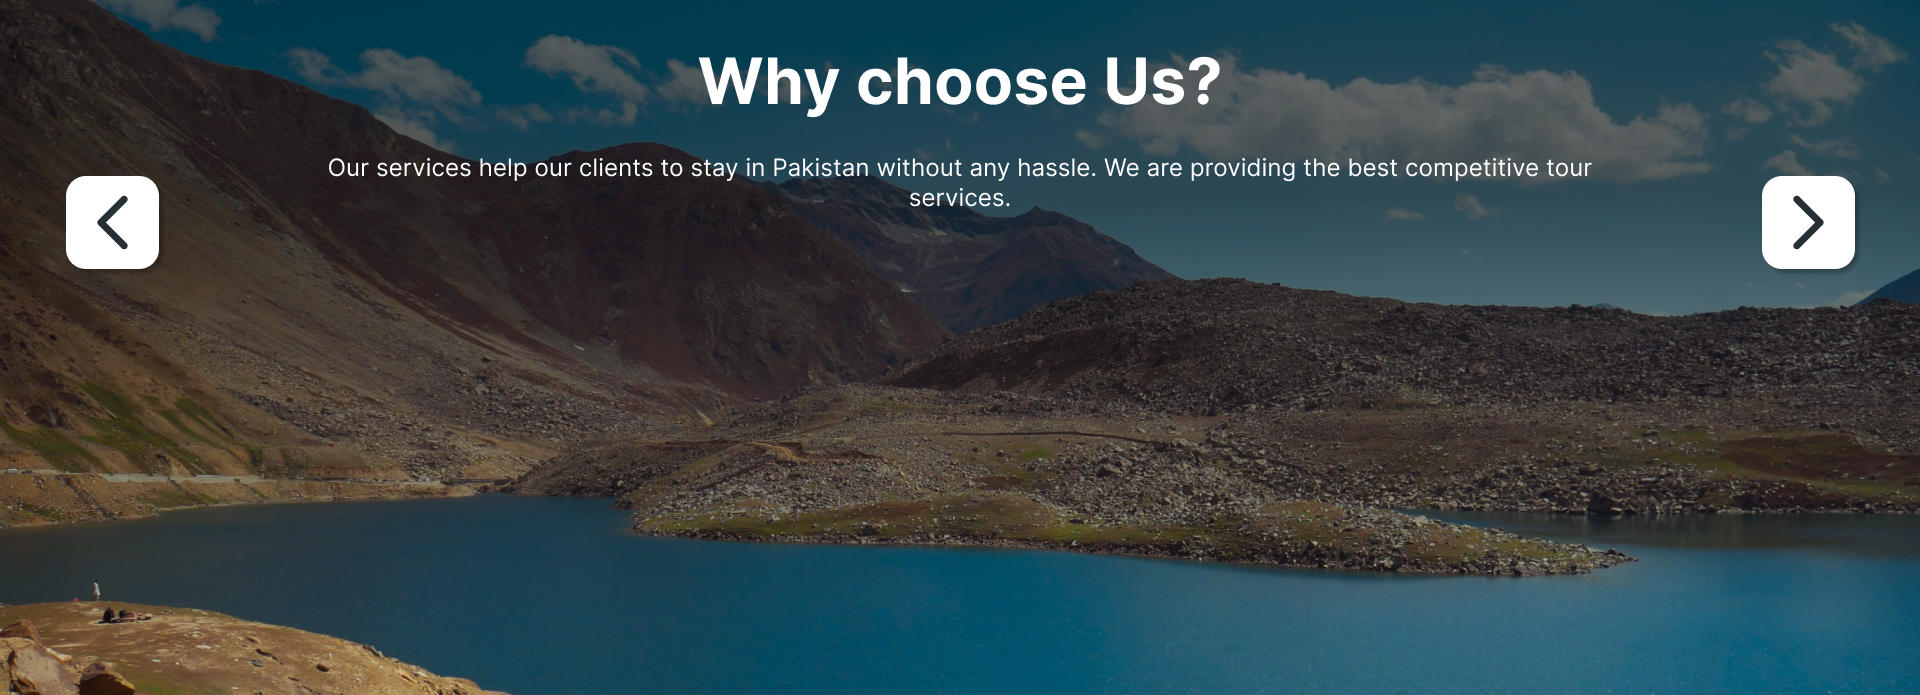 Why choose Us?
Our services help our clients to stay in Pakistan without any hassle. We are providing the best competitive tour
services.